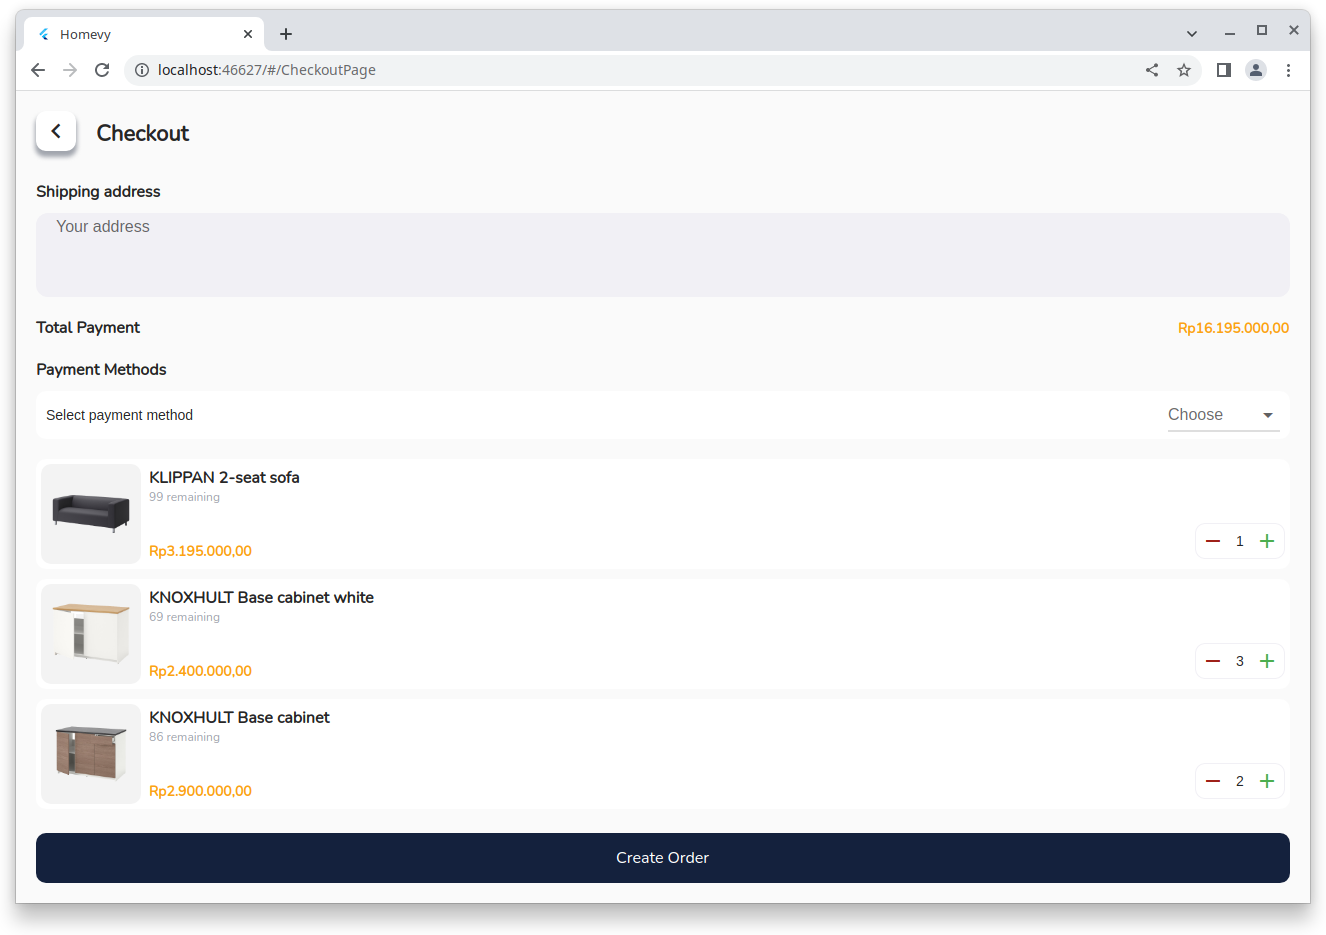 Homevy
localhost:46627/#/CheckoutPage
Checkout
Shipping address
Your address
Total Payment
Rp16.195.000,00
Payment Methods
Select payment method
Choose
KLIPPAN 2-seat sofa
99 remaining
Rp3.195.000,00
1
KNOXHULT Base cabinet white
69 remaining
Rp2.400.000,00
3
KNOXHULT Base cabinet
86 remaining
Rp2.900.000,00
2
Create Order